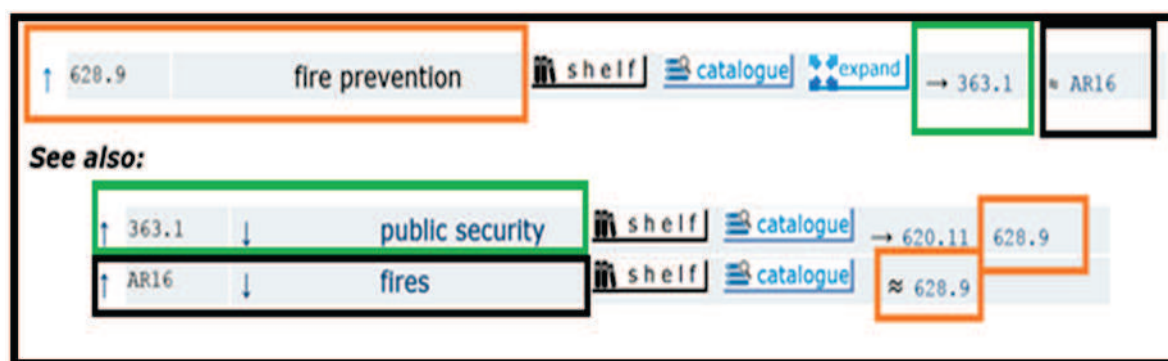 ↑ 628.9 fire prevention shelf catalogue expand → 363.1 ≈ AR16
See also:
↑ 363.1 ↓ public security shelf catalogue → 620.11 628.9
↑ AR16 ↓ fires shelf catalogue ≈ 628.9